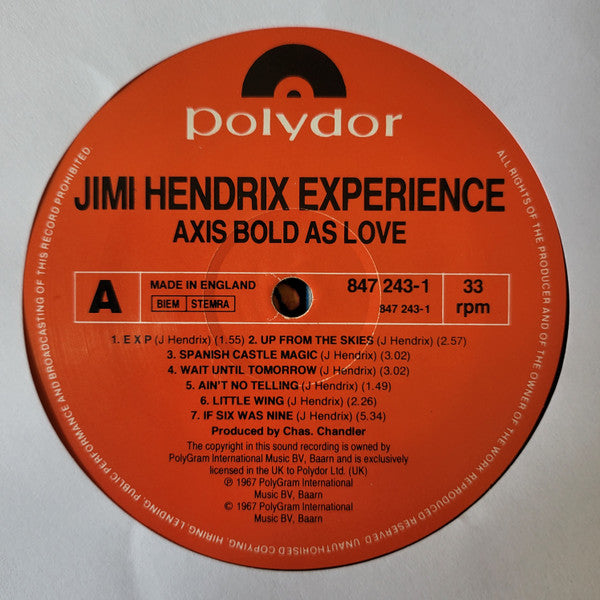 polydor
JIMI HENDRIX EXPERIENCE
AXIS BOLD AS LOVE
A
MADE IN ENGLAND
BIEM STEMRA
847 243-1
847 243-1
33
rpm
1. E X P (J Hendrix) (1.55) 2. UP FROM THE SKIES (J Hendrix) (2.57)
3. SPANISH CASTLE MAGIC (J Hendrix) (3.02)
4. WAIT UNTIL TOMORROW (J Hendrix) (3.02)
5. AIN'T NO TELLING (J Hendrix) (1.49)
6. LITTLE WING (J Hendrix) (2.26)
7. IF SIX WAS NINE (J Hendrix) (5.34)
Produced by Chas. Chandler
The copyright in this sound recording is owned by
PolyGram International Music BV, Baarn and is exclusively
licensed in the UK to Polydor Ltd. (UK)
℗ 1967 PolyGram International
Music BV, Baarn
© 1967 PolyGram International
Music BV, Baarn
ALL RIGHTS OF THE PRODUCER AND OF THE OWNER OF THE WORK REPRODUCED RESERVED. UNAUTHORISED COPYING, HIRING, LENDING, PUBLIC PERFORMANCE AND BROADCASTING OF THIS RECORD PROHIBITED.